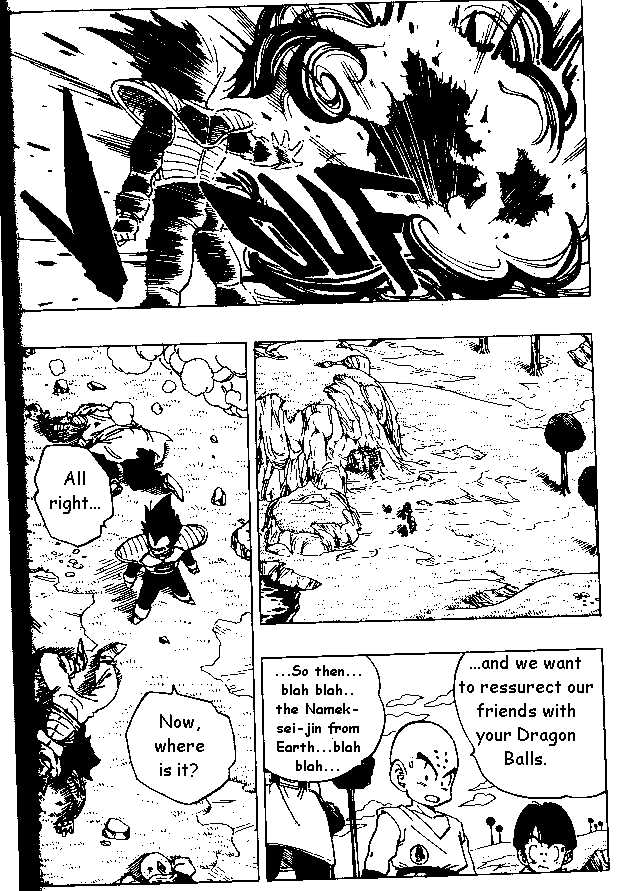 VOUF
All
right...
Now,
where
is it?
...So then...
blah blah..
the Namek-
sei-jin from
Earth...blah
blah...
...and we want
to ressurect our
friends with
your Dragon
Balls.